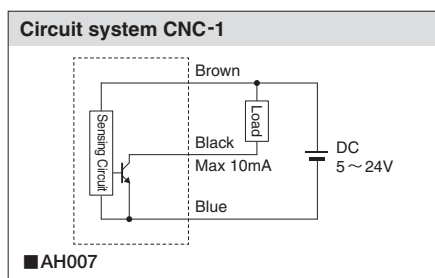 Circuit system CNC-1
Brown
Sensing Circuit
Load
Black
Max 10mA
DC
5～24V
Blue
■AH007